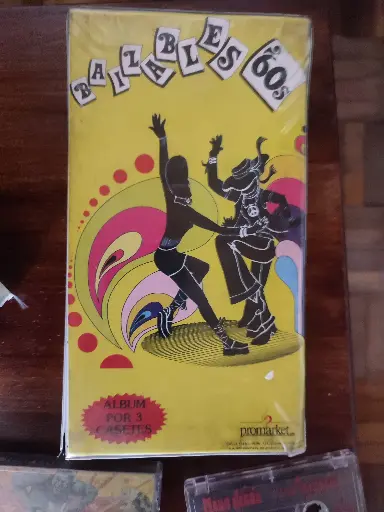 BAILABLES '60s
ALBUM
POR 3
CASETES
promarket